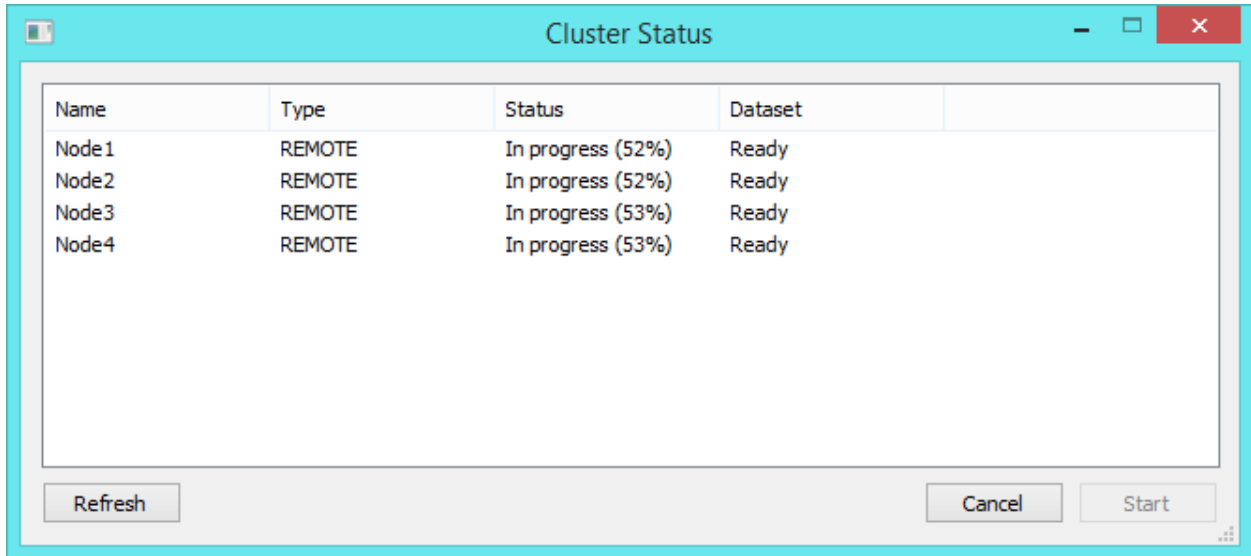 Cluster Status
Name Type Status Dataset
Node1 REMOTE In progress (52%) Ready
Node2 REMOTE In progress (52%) Ready
Node3 REMOTE In progress (53%) Ready
Node4 REMOTE In progress (53%) Ready
Refresh Cancel Start